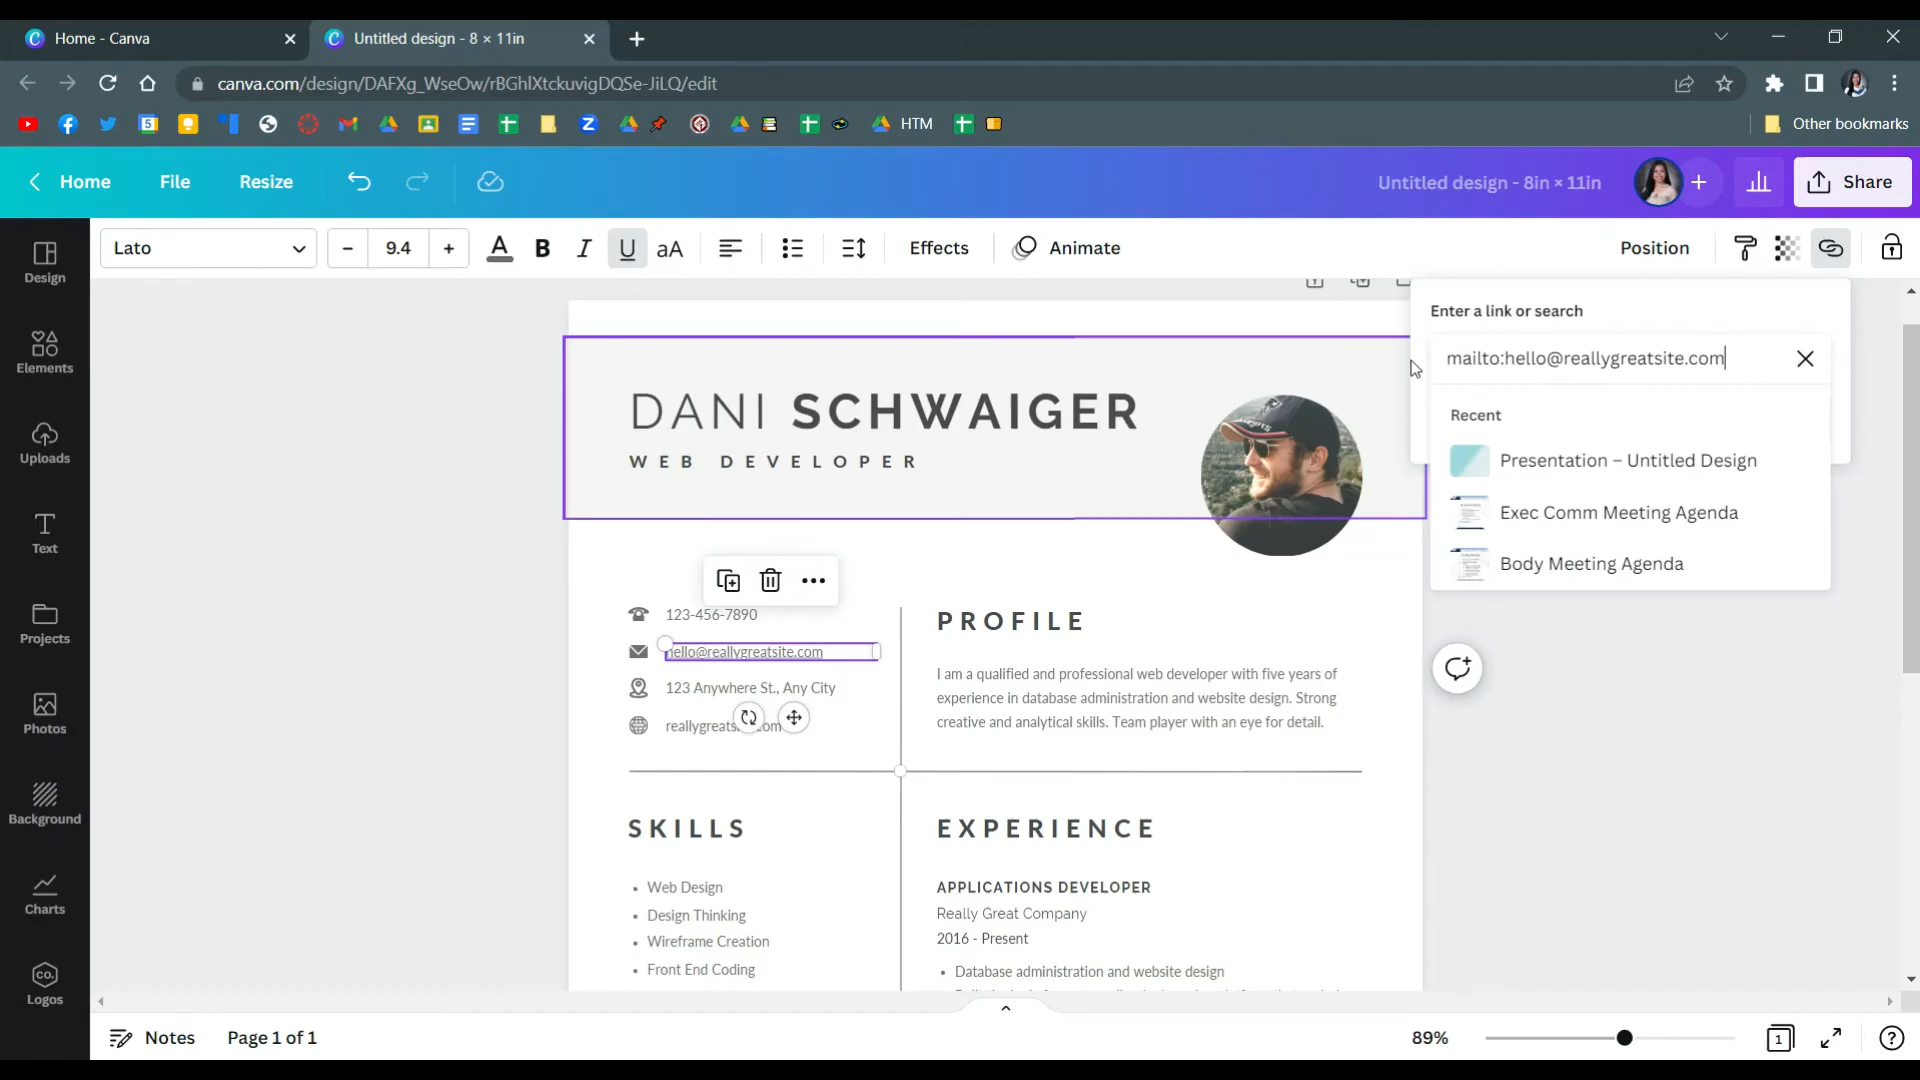 Home - Canva
Untitled design - 8 × 11in
canva.com/design/DAFXg_WseOw/rBGhlXtckuvigDQSe-JiLQ/edit
HTM
Other bookmarks
Home
File
Resize
Untitled design - 8in × 11in
Share
Lato
9.4
A
B
I
U
aA
Effects
Animate
Position
Design
Elements
Uploads
Text
Projects
Photos
Background
Charts
CO.
Logos
Enter a link or search
mailto:hello@reallygreatsite.com
Recent
Presentation – Untitled Design
Exec Comm Meeting Agenda
Body Meeting Agenda
DANI SCHWAIGER
WEB DEVELOPER
123-456-7890
hello@reallygreatsite.com
123 Anywhere St., Any City
PROFILE
I am a qualified and professional web developer with five years of
experience in database administration and website design. Strong
creative and analytical skills. Team player with an eye for detail.
SKILLS
Web Design
Design Thinking
Wireframe Creation
Front End Coding
EXPERIENCE
APPLICATIONS DEVELOPER
Really Great Company
2016 - Present
Database administration and website design
Notes
Page 1 of 1
89%
1